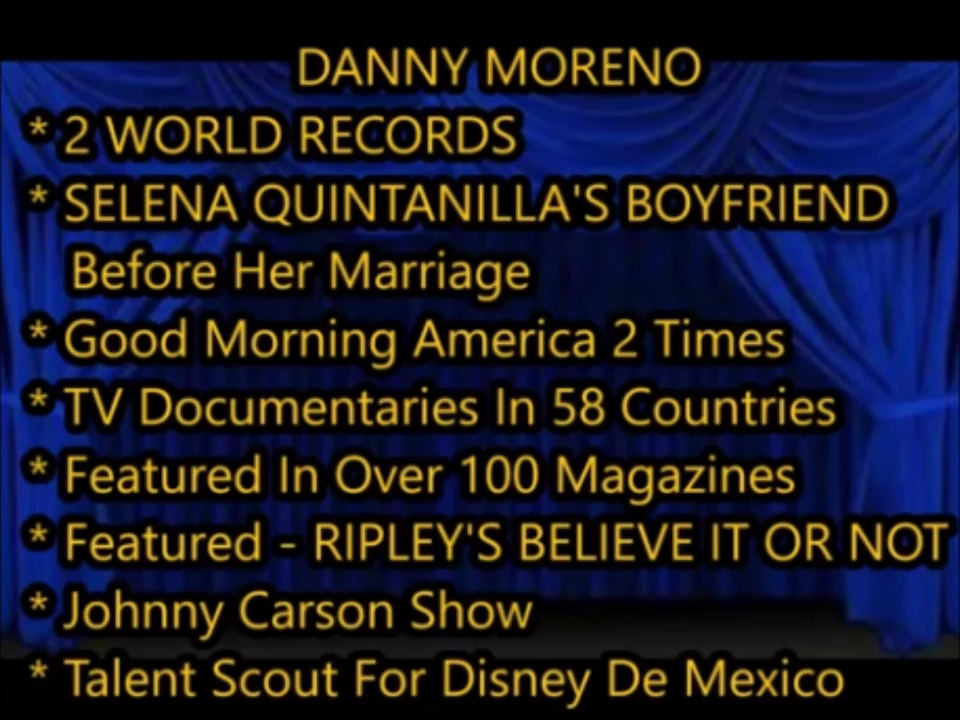 DANNY MORENO
* 2 WORLD RECORDS
* SELENA QUINTANILLA'S BOYFRIEND
Before Her Marriage
* Good Morning America 2 Times
* TV Documentaries In 58 Countries
* Featured In Over 100 Magazines
* Featured - RIPLEY'S BELIEVE IT OR NOT
* Johnny Carson Show
* Talent Scout For Disney De Mexico